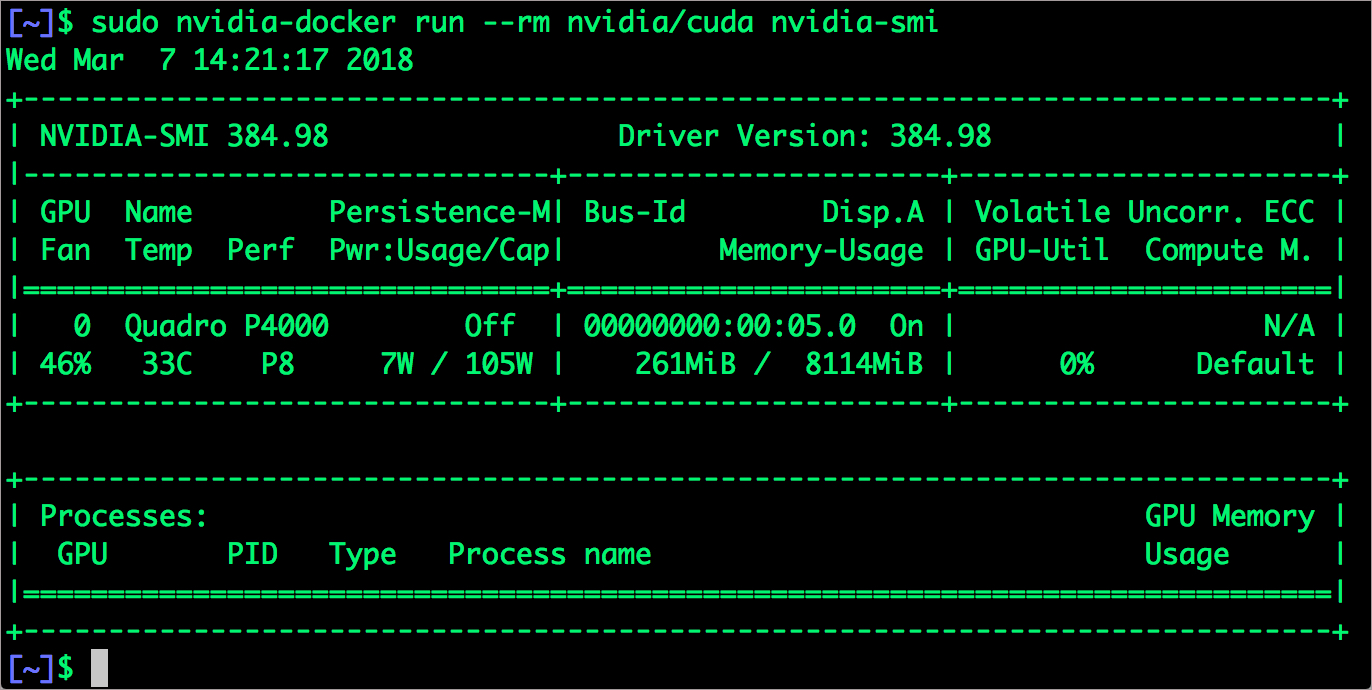 [~]$ sudo nvidia-docker run --rm nvidia/cuda nvidia-smi
Wed Mar  7 14:21:17 2018
+-----------------------------------------------------------------------------+
| NVIDIA-SMI 384.98                 Driver Version: 384.98                    |
|-------------------------------+----------------------+----------------------+
| GPU  Name        Persistence-M| Bus-Id        Disp.A | Volatile Uncorr. ECC |
| Fan  Temp  Perf  Pwr:Usage/Cap|         Memory-Usage | GPU-Util  Compute M. |
|===============================+======================+======================|
|   0  Quadro P4000        Off  | 00000000:00:05.0  On |                  N/A |
| 46%   33C    P8     7W / 105W |    261MiB /  8114MiB |      0%      Default |
+-------------------------------+----------------------+----------------------+

+-----------------------------------------------------------------------------+
| Processes:                                                       GPU Memory |
|  GPU       PID   Type   Process name                             Usage      |
|=============================================================================|
+-----------------------------------------------------------------------------+
[~]$